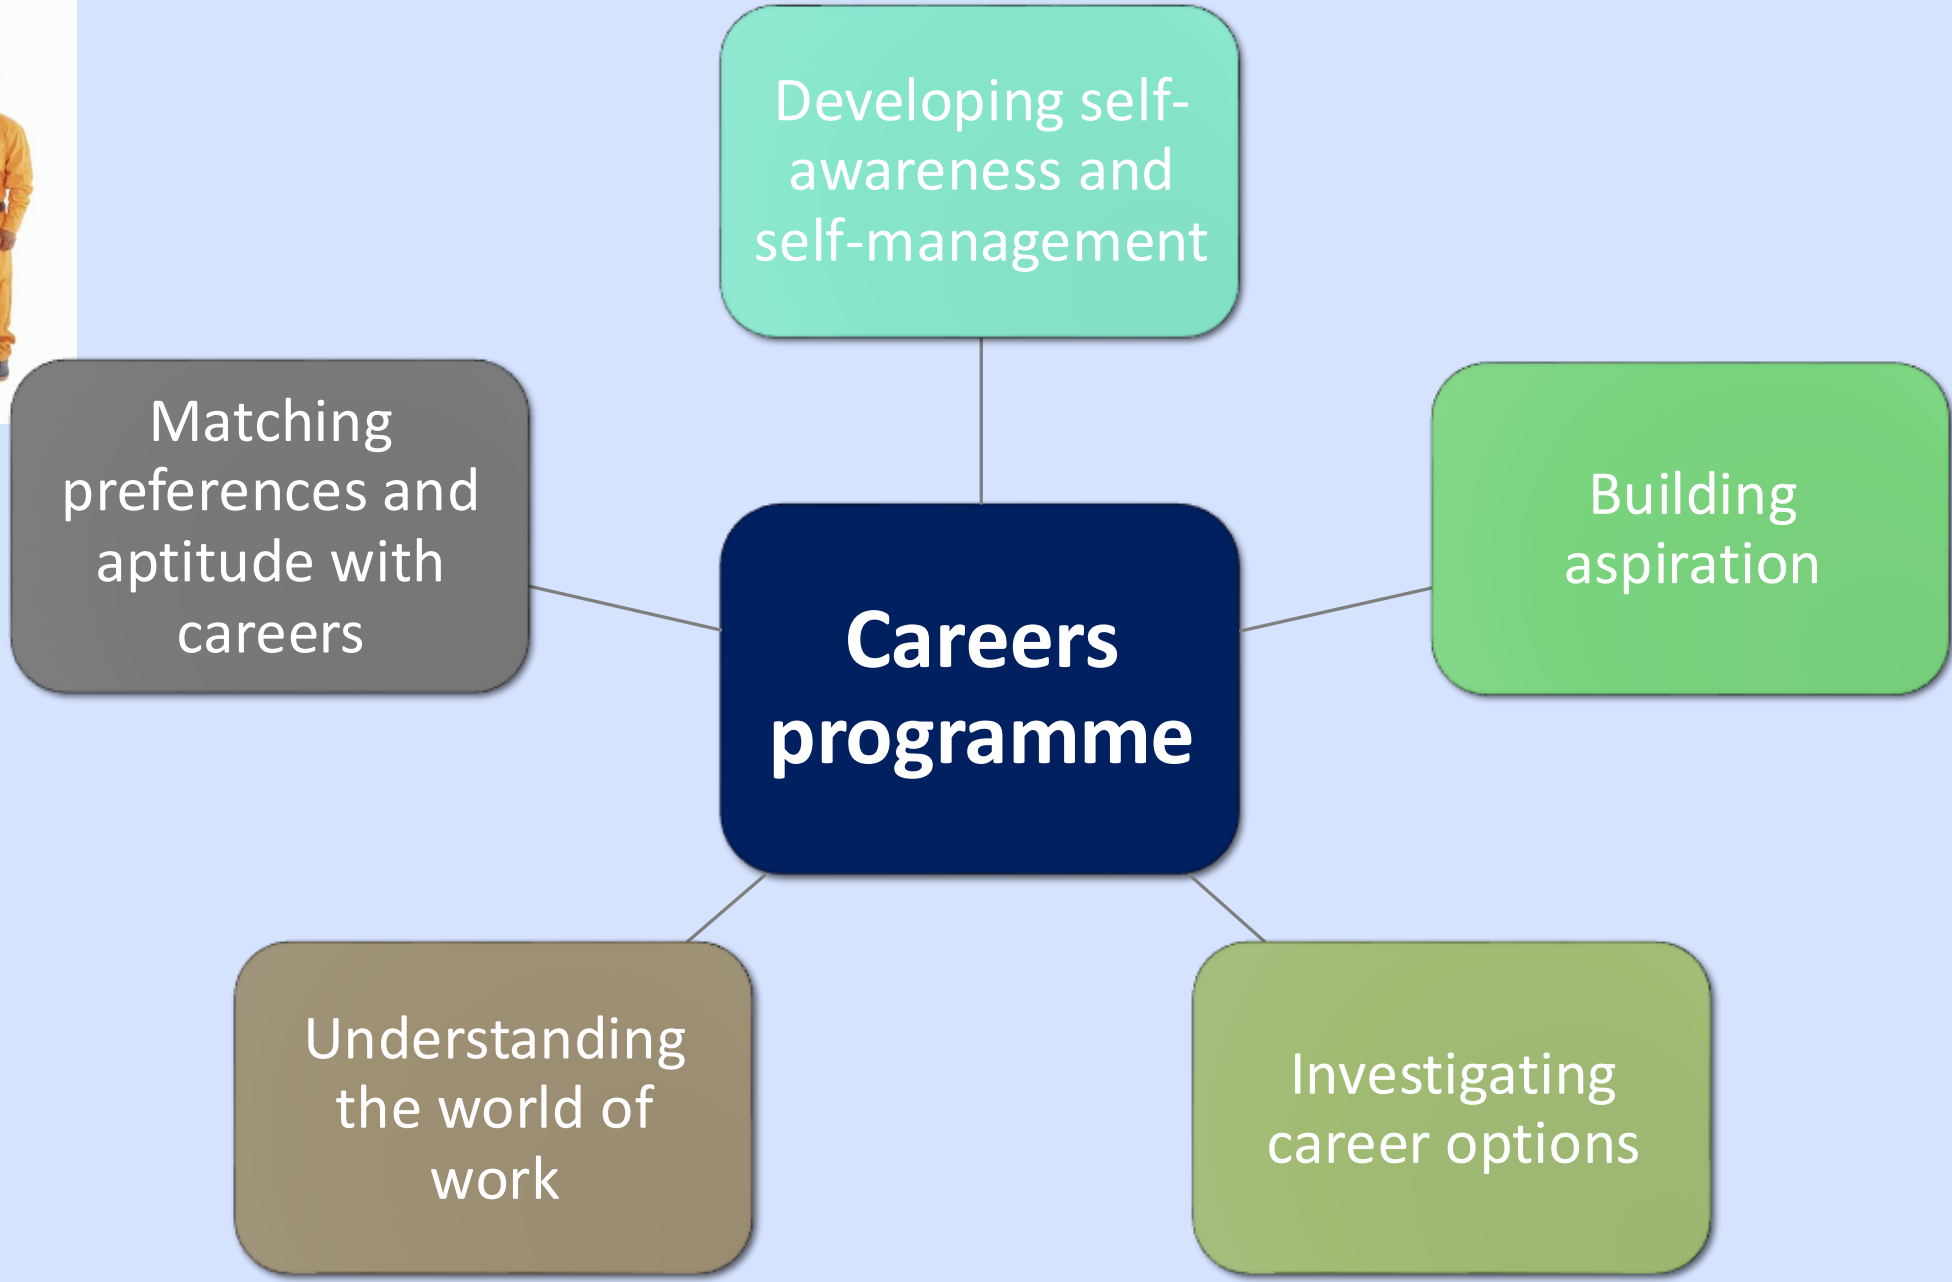 Developing self-
awareness and
self-management
Matching
preferences and
aptitude with
careers
Building
aspiration
Careers
programme
Understanding
the world of
work
Investigating
career options